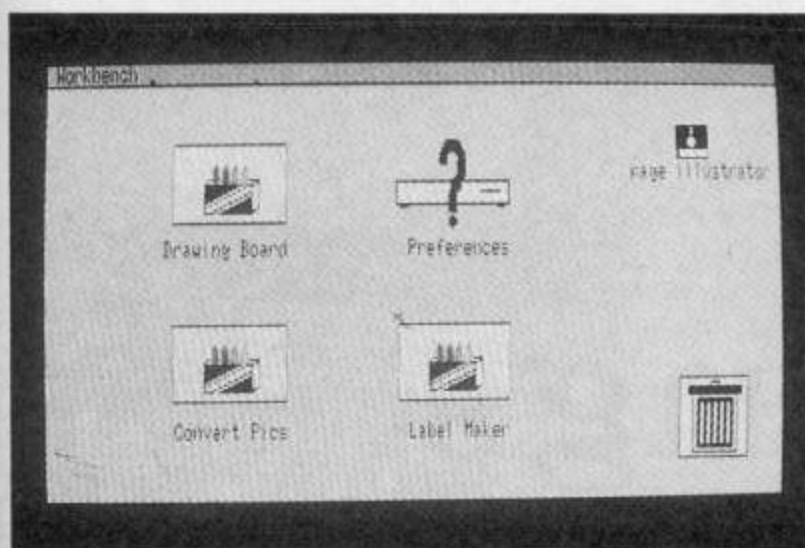 Workbench
page illustrator
Drawing Board
Preferences
Convert Pics
Label Maker